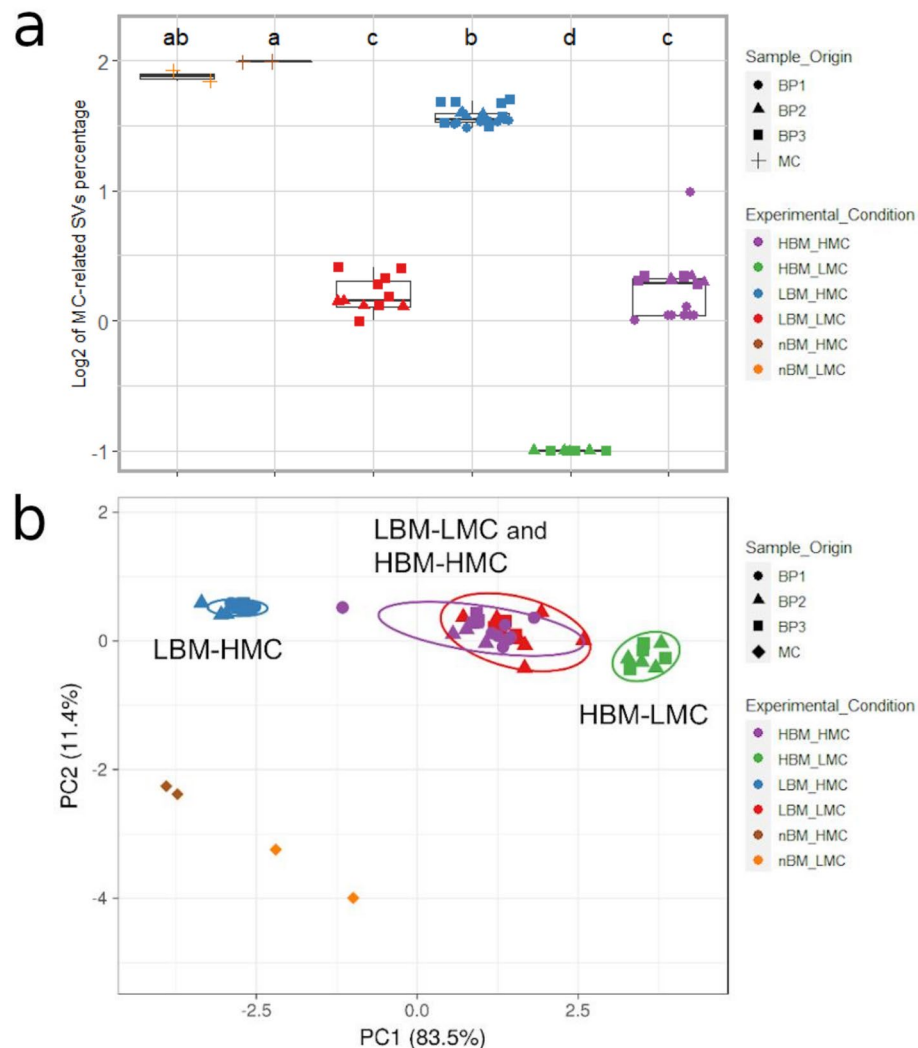 a
ab a c b d c
2
1
0
-1
Log2 of MC-related SVs percentage
Sample_Origin
BP1
BP2
BP3
MC
Experimental_Condition
HBM_HMC
HBM_LMC
LBM_HMC
LBM_LMC
nBM_HMC
nBM_LMC
b
2
0
-2
-4
PC2 (11.4%)
LBM-LMC and
HBM-HMC
LBM-HMC
HBM-LMC
-2.5 0.0 2.5
PC1 (83.5%)
Sample_Origin
BP1
BP2
BP3
MC
Experimental_Condition
HBM_HMC
HBM_LMC
LBM_HMC
LBM_LMC
nBM_HMC
nBM_LMC